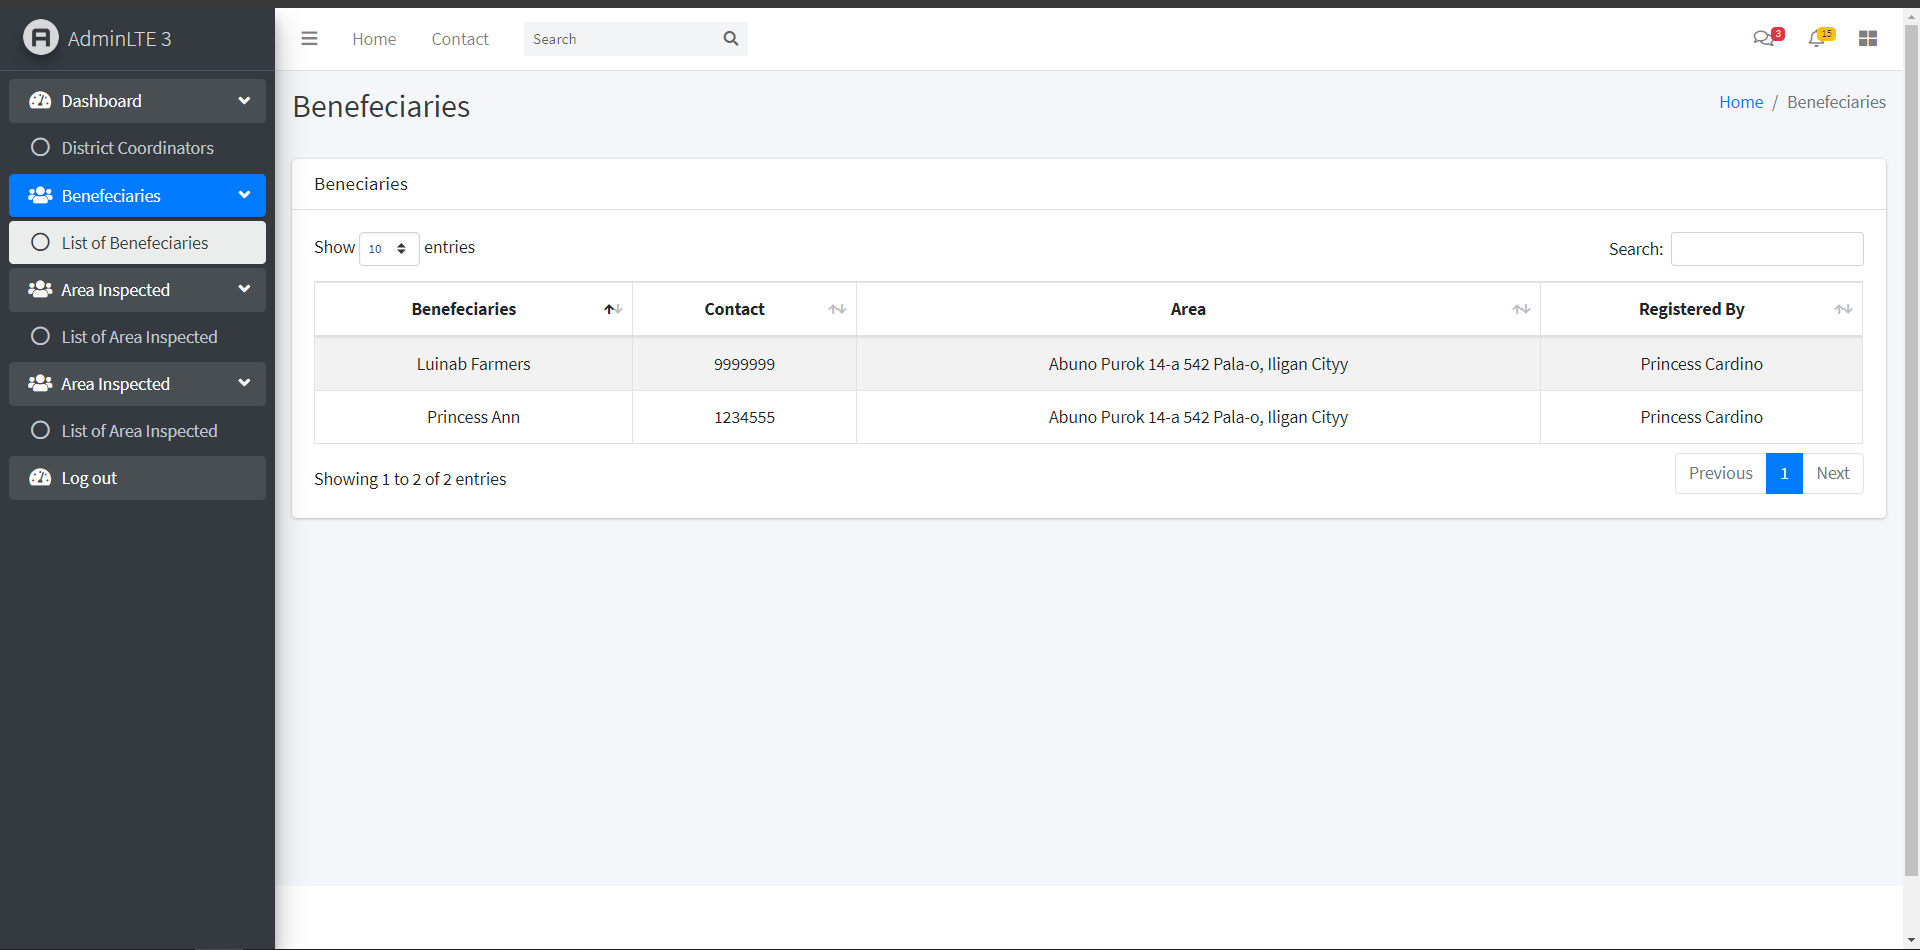 AdminLTE 3
Home
Contact
Search
3
15
Dashboard
District Coordinators
Benefeciaries
List of Benefeciaries
Area Inspected
List of Area Inspected
Area Inspected
List of Area Inspected
Log out
Benefeciaries
Home / Benefeciaries
Beneciaries
Show 10 entries
Search:
Benefeciaries Contact Area Registered By
Luinab Farmers 9999999 Abuno Purok 14-a 542 Pala-o, Iligan Cityy Princess Cardino
Princess Ann 1234555 Abuno Purok 14-a 542 Pala-o, Iligan Cityy Princess Cardino
Showing 1 to 2 of 2 entries
Previous 1 Next